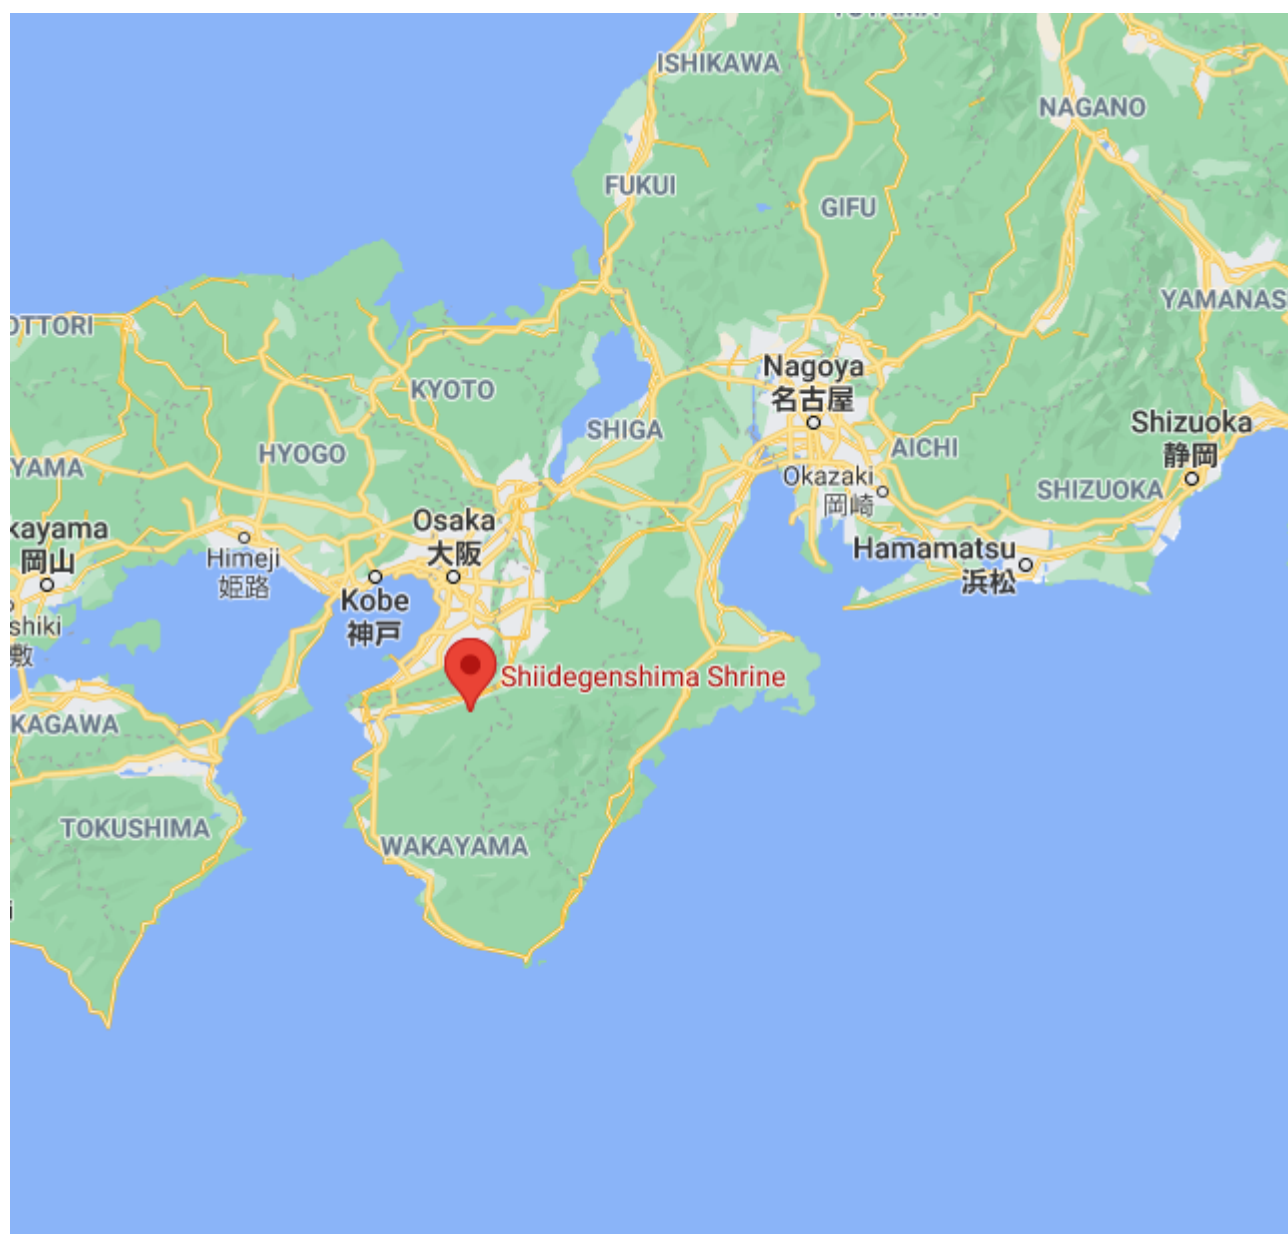 ISHIKAWA
NAGANO
FUKUI
GIFU
YAMANAS
OTTORI
Nagoya
名古屋
KYOTO
Shizuoka
静岡
SHIGA
AICHI
HYOGO
YAMA
Okazaki
岡崎
SHIZUOKA
Osaka
大阪
kayama
岡山
Hamamatsu
浜松
Himeji
姫路
Kobe
神戸
shiki
敷
Shiidegenshima Shrine
KAGAWA
TOKUSHIMA
WAKAYAMA